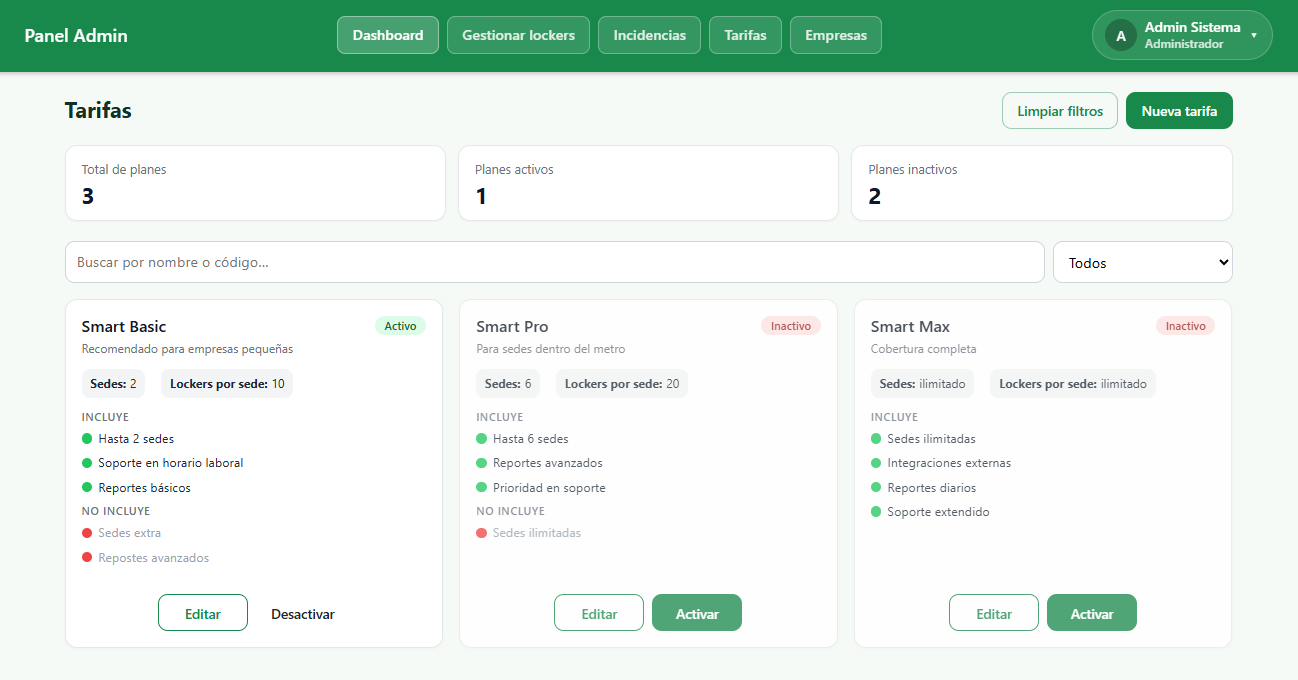 Panel Admin
Dashboard
Gestionar lockers
Incidencias
Tarifas
Empresas
A
Admin Sistema
Administrador
Tarifas
Limpiar filtros
Nueva tarifa
Total de planes
3
Planes activos
1
Planes inactivos
2
Buscar por nombre o código...
Todos
Smart Basic
Activo
Recomendado para empresas pequeñas
Sedes: 2
Lockers por sede: 10
INCLUYE
Hasta 2 sedes
Soporte en horario laboral
Reportes básicos
NO INCLUYE
Sedes extra
Repostes avanzados
Editar
Desactivar
Smart Pro
Inactivo
Para sedes dentro del metro
Sedes: 6
Lockers por sede: 20
INCLUYE
Hasta 6 sedes
Reportes avanzados
Prioridad en soporte
NO INCLUYE
Sedes ilimitadas
Editar
Activar
Smart Max
Inactivo
Cobertura completa
Sedes: ilimitado
Lockers por sede: ilimitado
INCLUYE
Sedes ilimitadas
Integraciones externas
Reportes diarios
Soporte extendido
Editar
Activar